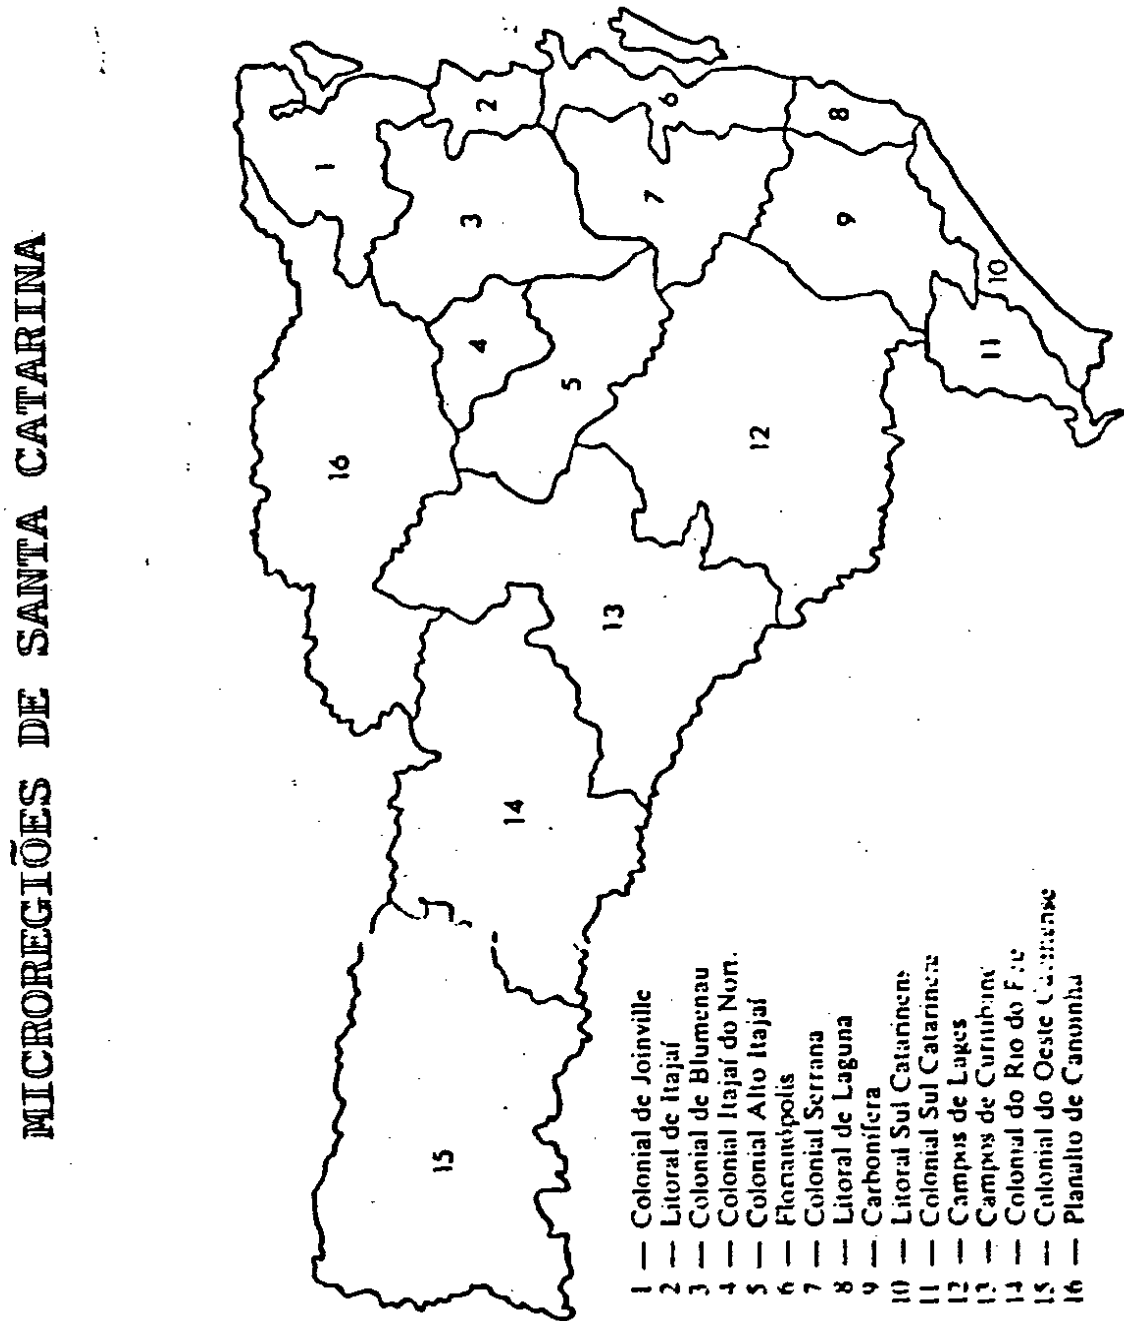 MICROREGIÕES DE SANTA CATARINA
1
2
3
4
5
6
7
8
9
10
11
12
13
14
15
16
1 — Colonial de Joinville
2 — Litoral de Itajaí
3 — Colonial de Blumenau
4 — Colonial Itajaí do Nort.
5 — Colonial Alto Itajaí
6 — Florianópolis
7 — Colonial Serrana
8 — Litoral de Laguna
9 — Carbonífera
10 — Litoral Sul Catarinens
11 — Colonial Sul Catarinens
12 — Campos de Lages
13 — Campos de
14 — Colonial do Rio do
15 — Colonial do Oeste
16 — Planalto de Canoinha